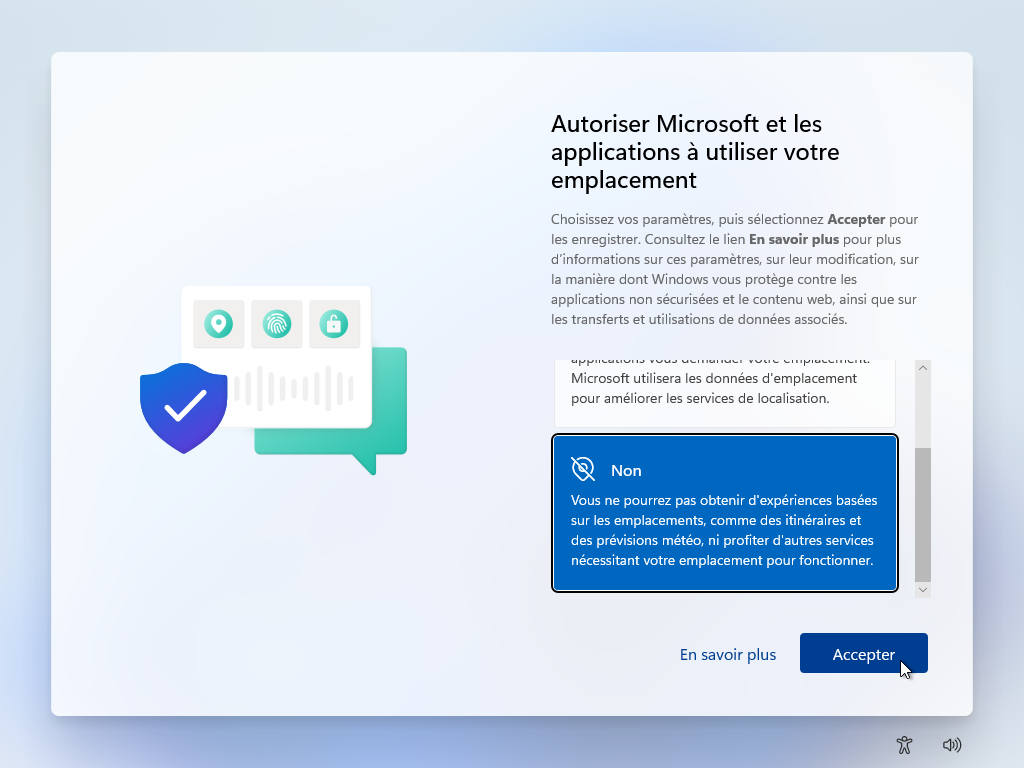 Autoriser Microsoft et les
applications à utiliser votre
emplacement
Choisissez vos paramètres, puis sélectionnez Accepter pour
les enregistrer. Consultez le lien En savoir plus pour plus
d'informations sur ces paramètres, sur leur modification, sur
la manière dont Windows vous protège contre les
applications non sécurisées et le contenu web, ainsi que sur
les transferts et utilisations de données associés.
applications vous demander votre emplacement.
Microsoft utilisera les données d'emplacement
pour améliorer les services de localisation.
Non
Vous ne pourrez pas obtenir d'expériences basées
sur les emplacements, comme des itinéraires et
des prévisions météo, ni profiter d'autres services
nécessitant votre emplacement pour fonctionner.
En savoir plus
Accepter